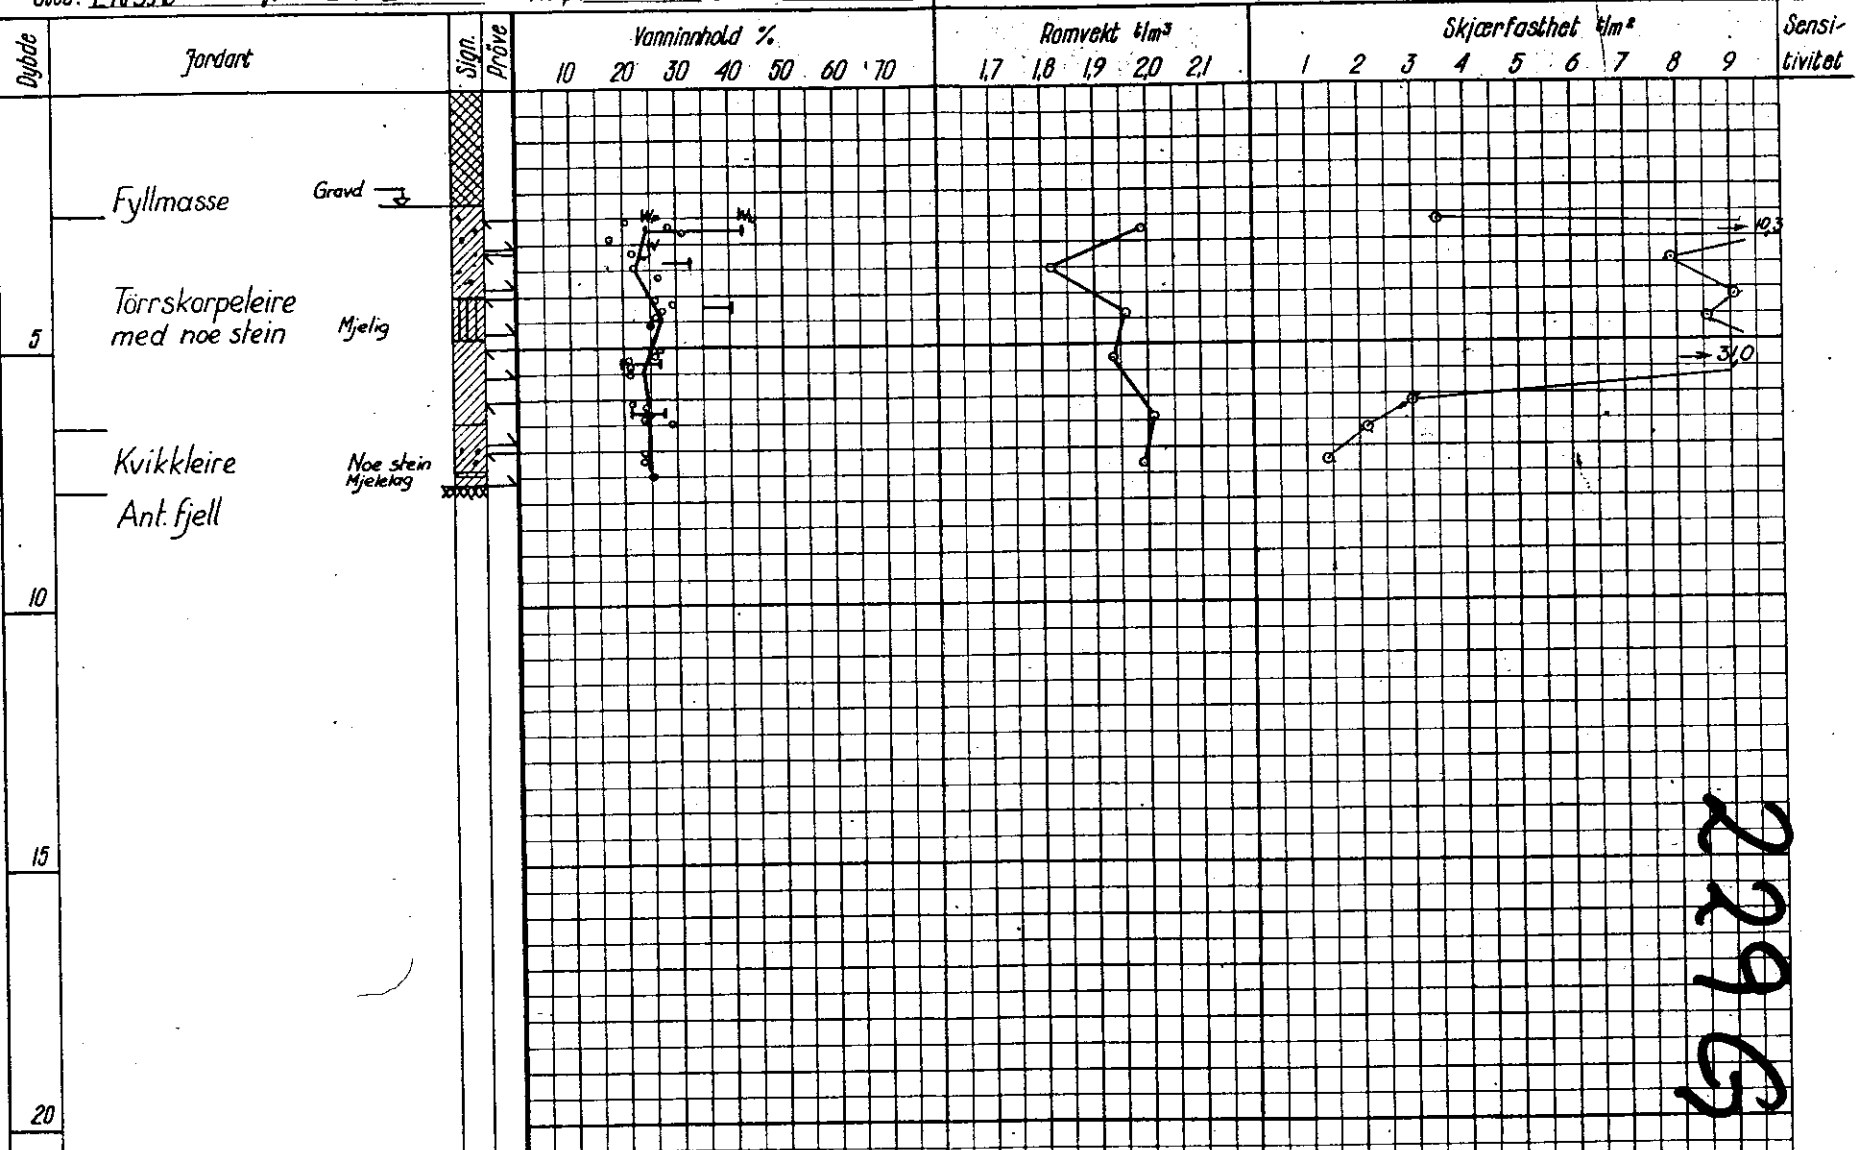 Dybde
Jordart
Sign.
Pröve
Vanninnhold %
10 20 30 40 50 60 70
Romvekt t/m³
1,7 1,8 1,9 2,0 2,1
Skjærfasthet t/m²
1 2 3 4 5 6 7 8 9
Sensi-
tivitet
Fyllmasse
Gravd
10,3
Törrskorpeleire
med noe stein
Mjelig
5
31,0
Kvikkleire
Noe stein
Mjelelag
Ant. fjell
10
15
20
229 G